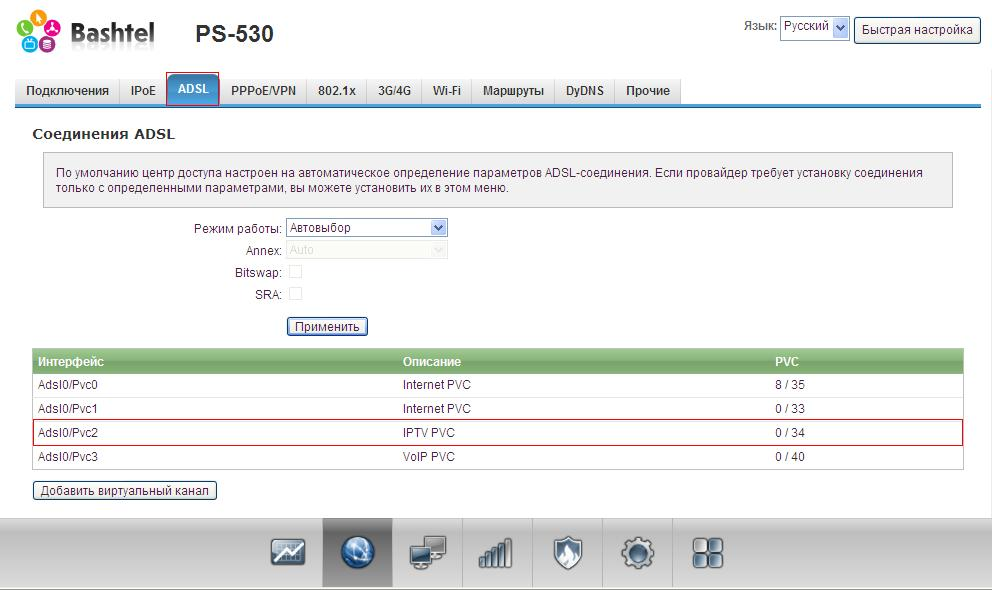 Bashtel
PS-530
Язык: Русский
Быстрая настройка
Подключения IPoE ADSL PPPoE/VPN 802.1x 3G/4G Wi-Fi Маршруты DyDNS Прочие
Соединения ADSL
По умолчанию центр доступа настроен на автоматическое определение параметров ADSL-соединения. Если провайдер требует установку соединения
только с определенными параметрами, вы можете установить их в этом меню.
Режим работы: Автовыбор
Annex: Auto
Bitswap:
SRA:
Применить
Интерфейс Описание PVC
Adsl0/Pvc0 Internet PVC 8 / 35
Adsl0/Pvc1 Internet PVC 0 / 33
Adsl0/Pvc2 IPTV PVC 0 / 34
Adsl0/Pvc3 VoIP PVC 0 / 40
Добавить виртуальный канал